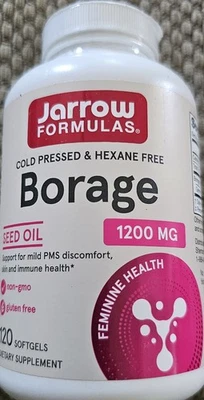 Jarrow
FORMULAS®
COLD PRESSED & HEXANE FREE
Borage
SEED OIL
1200 MG
Support for mild PMS discomfort,
skin and immune health*
non-gmo
gluten free
FEMININE HEALTH
120 SOFTGELS
DIETARY SUPPLEMENT